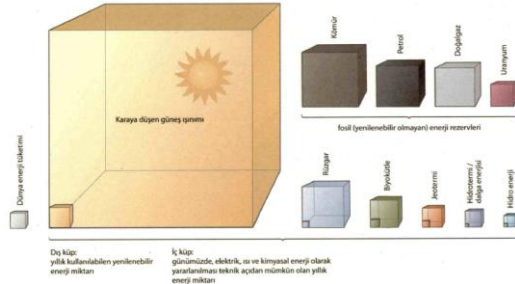 Dünya enerji tüketimi
Karaya düşen güneş ışınımı
Kömür
Petrol
Doğalgaz
Uranyum
fosil (yenilenebilir olmayan) enerji rezervleri
Rüzgar
Biyokütle
Jeotermi
Hidrotermi /
dalga enerjisi
Hidro enerji
Dış küp:
yıllık kullanılabilen yenilenebilir
enerji miktarı
İç küp:
günümüzde, elektrik, ısı ve kimyasal enerji olarak
yararlanılması teknik açıdan mümkün olan yıllık
enerji miktarı